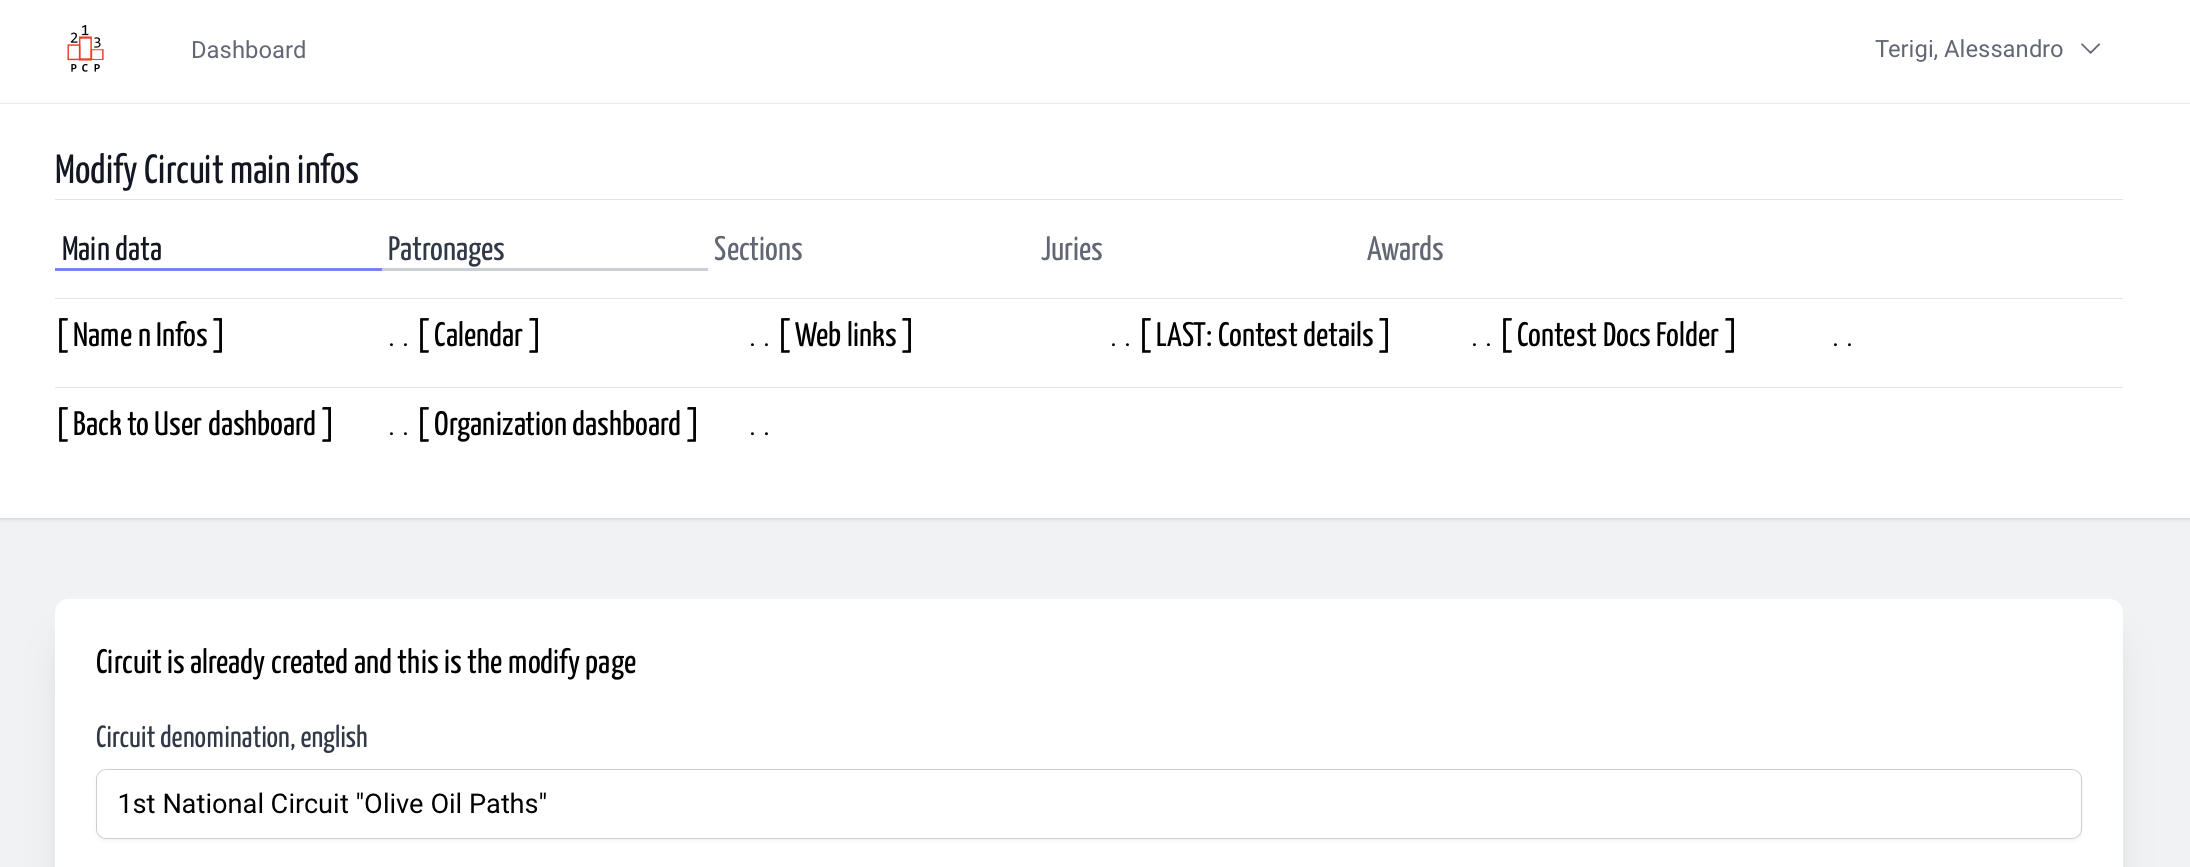 2 1 3
P C P
Dashboard
Terigi, Alessandro
Modify Circuit main infos
Main data Patronages Sections Juries Awards
[ Name n Infos ] . . [ Calendar ] . . [ Web links ] . . [ LAST: Contest details ] . . [ Contest Docs Folder ] . .
[ Back to User dashboard ] . . [ Organization dashboard ] . .
Circuit is already created and this is the modify page
Circuit denomination, english
1st National Circuit "Olive Oil Paths"